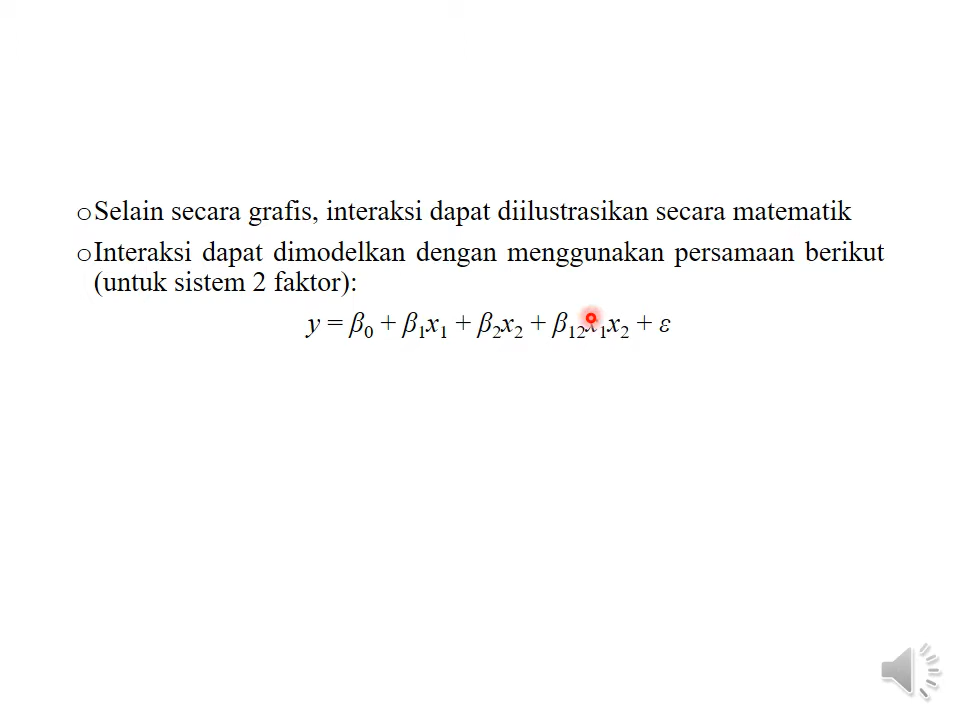 oSelain secara grafis, interaksi dapat diilustrasikan secara matematik
oInteraksi dapat dimodelkan dengan menggunakan persamaan berikut
(untuk sistem 2 faktor):
y = β₀ + β₁x₁ + β₂x₂ + β₁₂x₁x₂ + ε